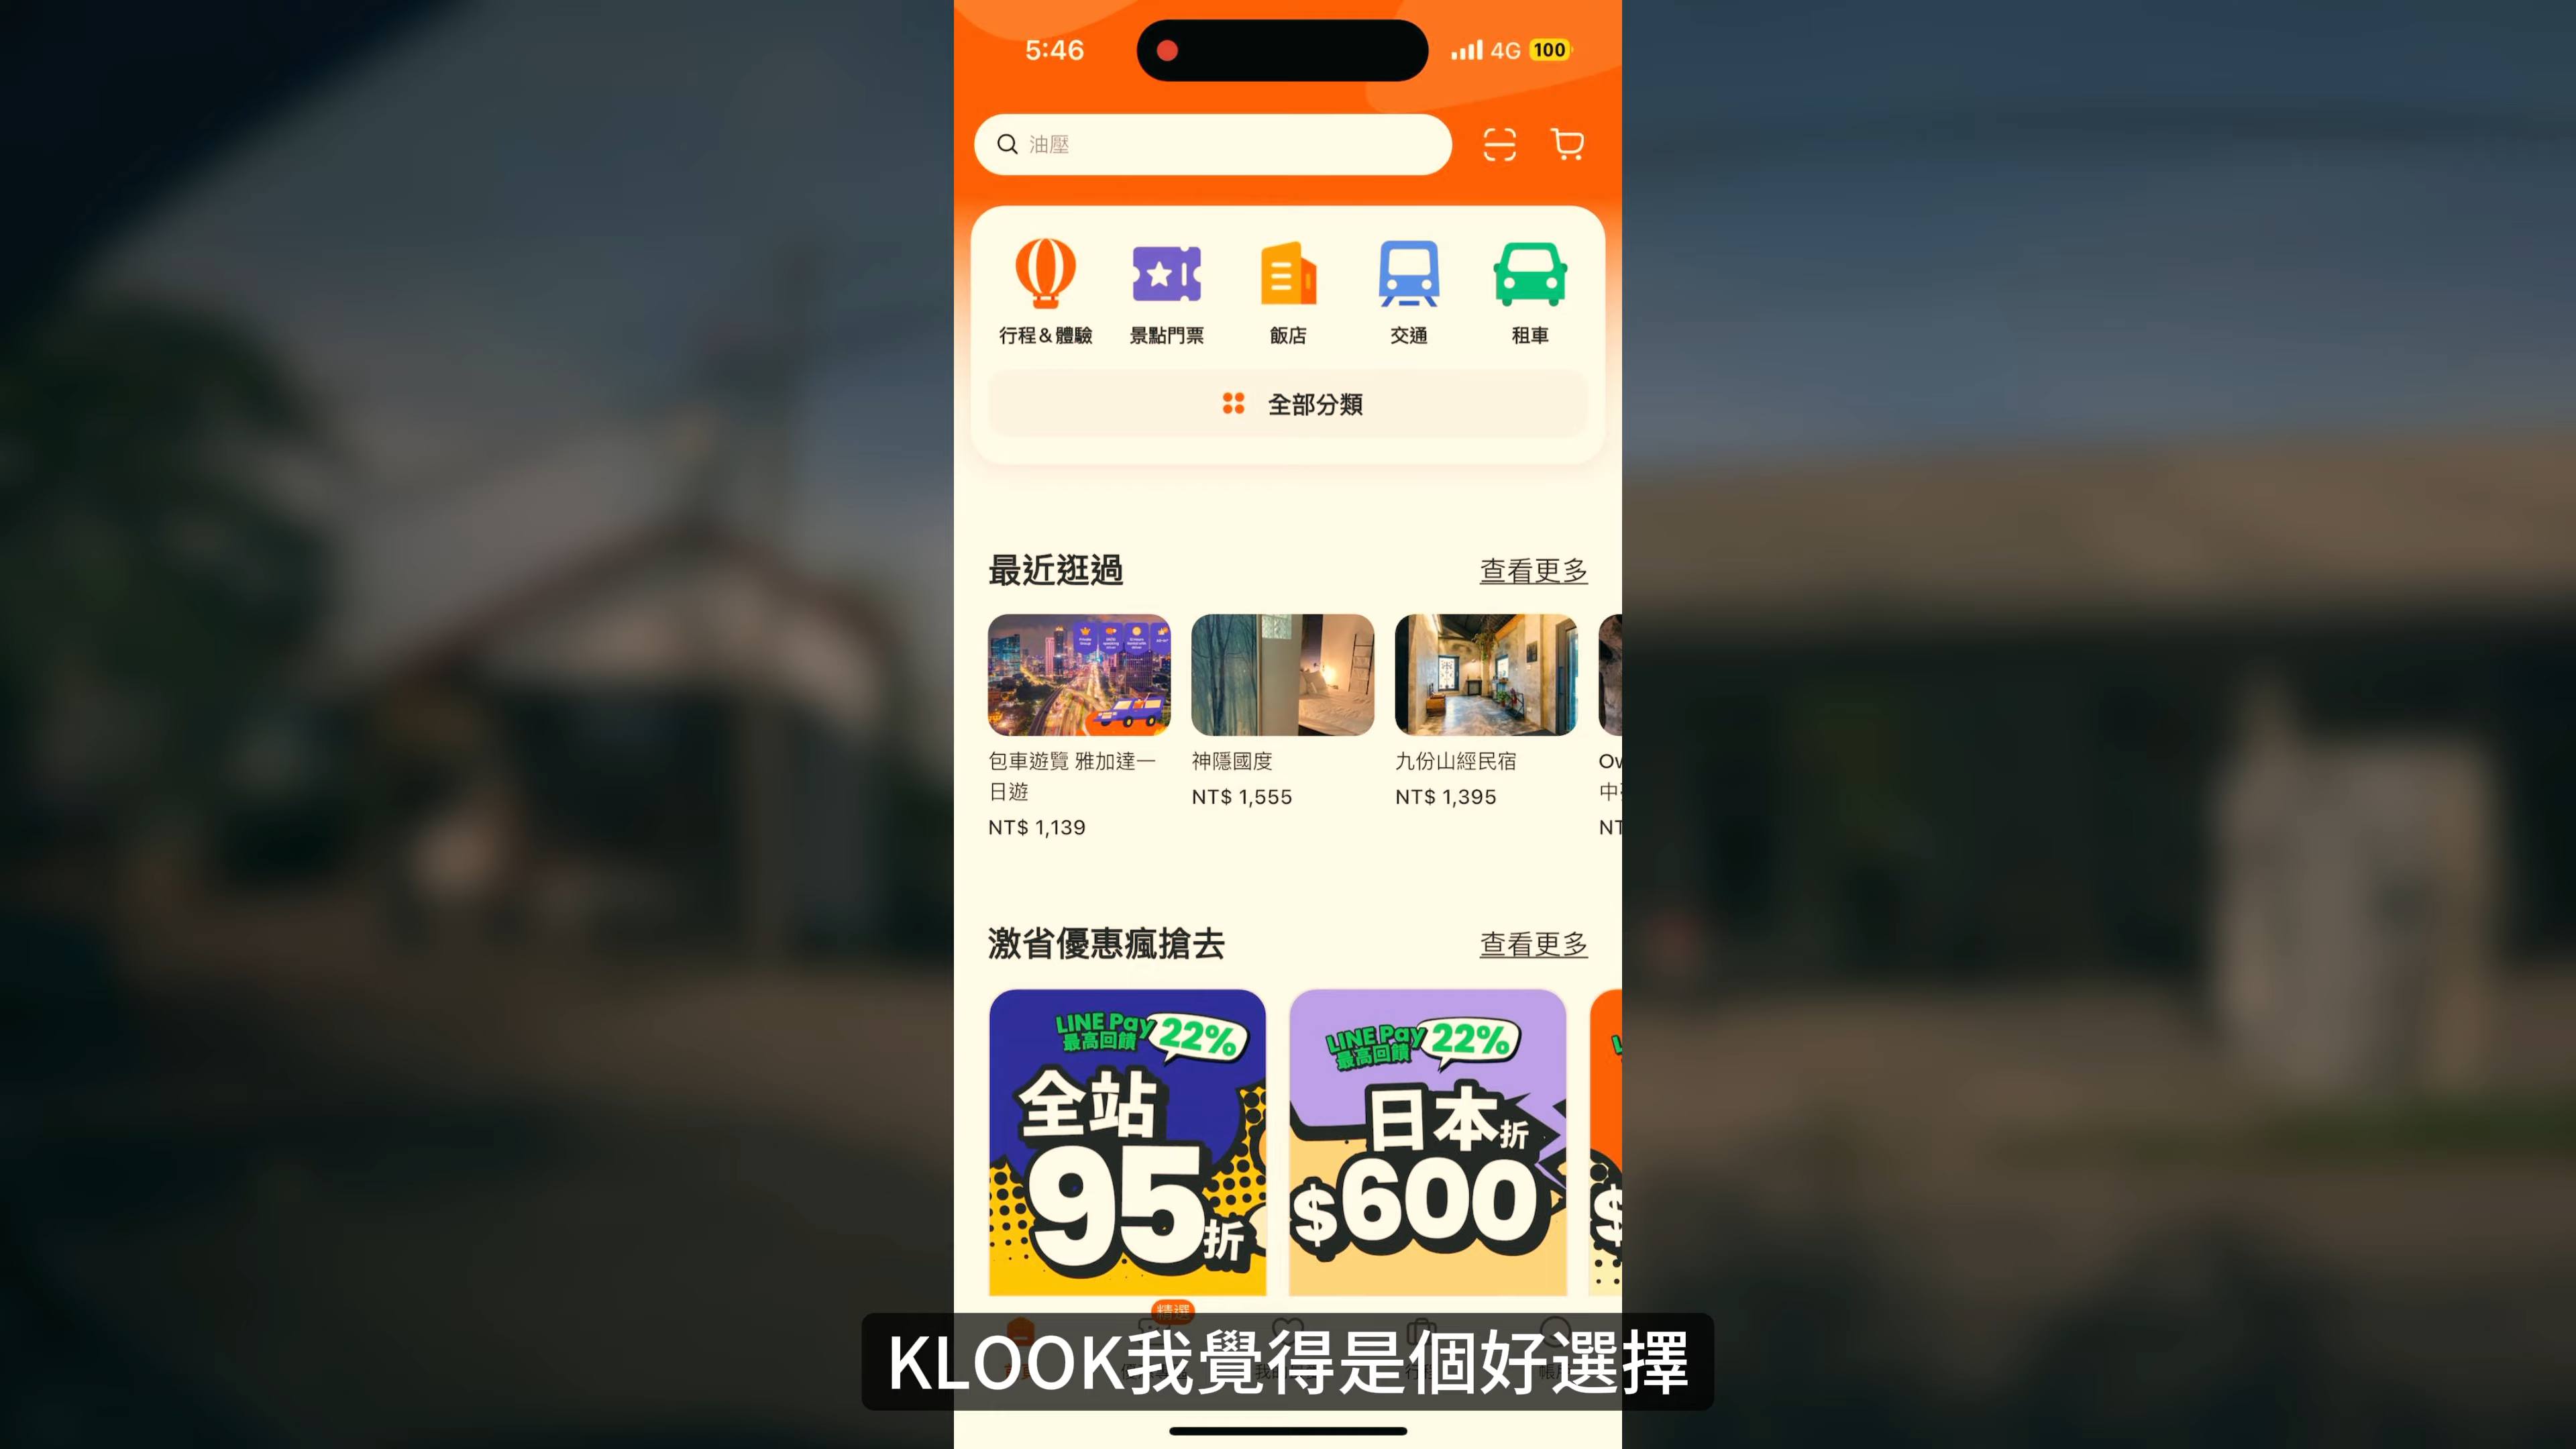 5:46
4G 100
油壓
行程&體驗
景點門票
飯店
交通
租車
全部分類
最近逛過
查看更多
包車遊覽 雅加達一
日遊
NT$ 1,139
神隱國度
NT$ 1,555
九份山經民宿
NT$ 1,395
NT
激省優惠瘋搶去
查看更多
LINE Pay
最高回饋
22%
全站
95折
LINE Pay
最高回饋
22%
日本折
$600
$
精選
KLOOK我覺得是個好選擇